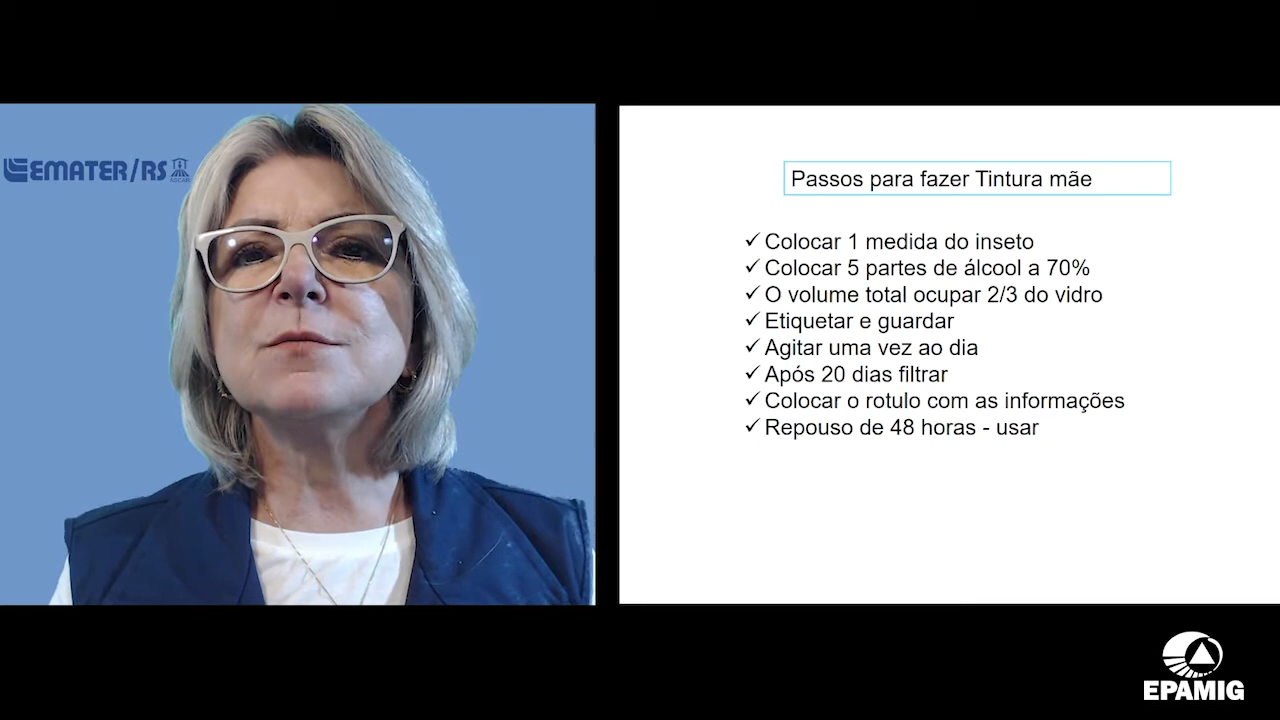 EMATER/RS
ASCAR
Passos para fazer Tintura mãe
✓ Colocar 1 medida do inseto
✓ Colocar 5 partes de álcool a 70%
✓ O volume total ocupar 2/3 do vidro
✓ Etiquetar e guardar
✓ Agitar uma vez ao dia
✓ Após 20 dias filtrar
✓ Colocar o rotulo com as informações
✓ Repouso de 48 horas - usar
EPAMIG